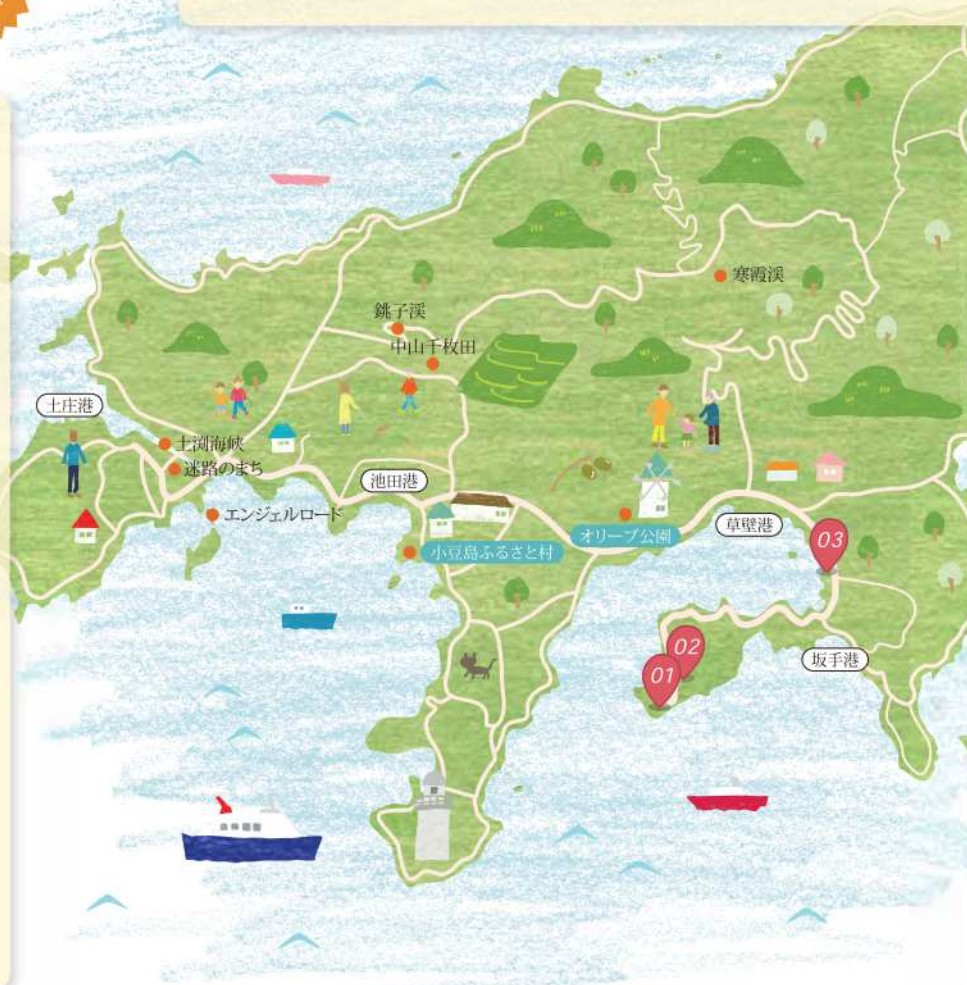 寒霞渓
銚子渓
中山千枚田
土庄港
土渕海峡
迷路のまち
池田港
エンジェルロード
小豆島ふるさと村
オリーブ公園
草壁港
03
02
01
坂手港